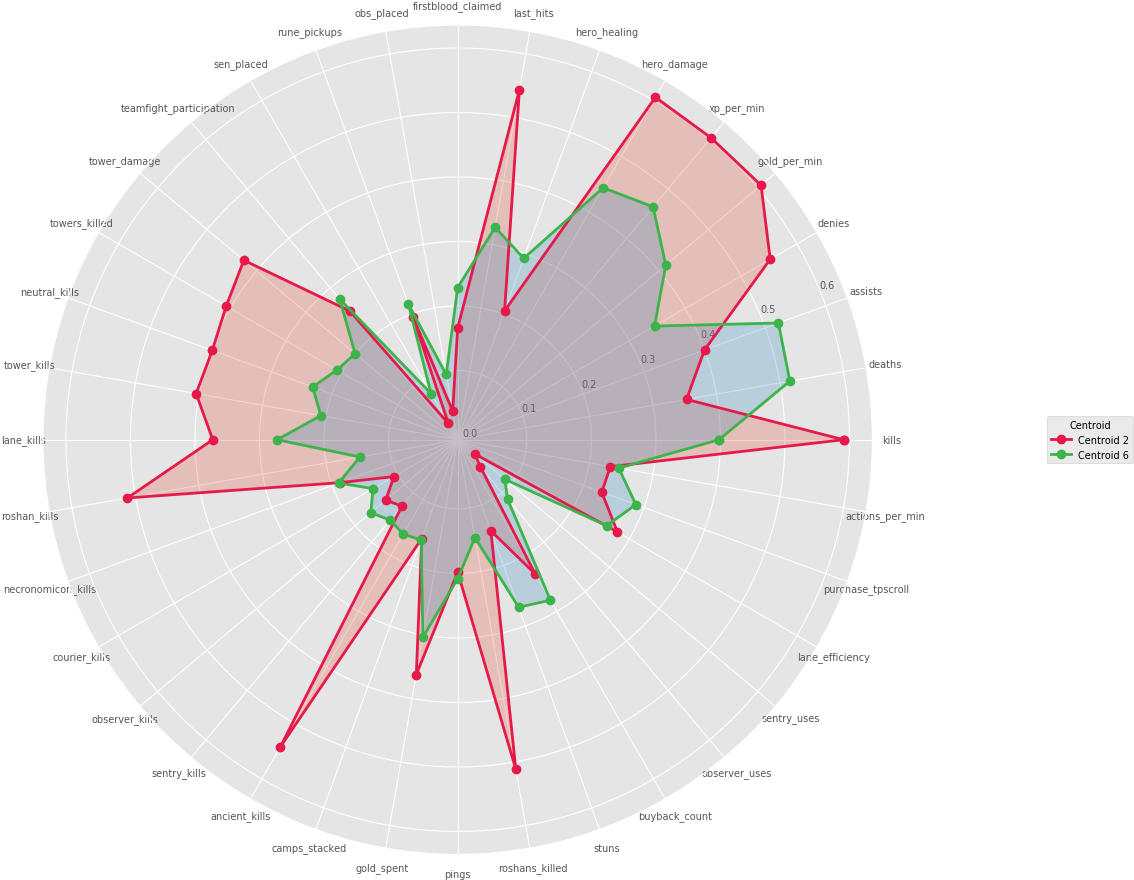 firstblood_claimed
obs_placed
last_hits
rune_pickups
hero_healing
sen_placed
hero_damage
teamfight_participation
xp_per_min
tower_damage
gold_per_min
towers_killed
denies
neutral_kills
0.6
assists
0.5
0.4
tower_kills
0.3
deaths
0.2
0.1
lane_kills
0.0
kills
Centroid
Centroid 2
Centroid 6
roshan_kills
actions_per_min
necronomicon_kills
purchase_tpscroll
courier_kills
lane_efficiency
observer_kills
sentry_uses
sentry_kills
observer_uses
ancient_kills
buyback_count
camps_stacked
stuns
gold_spent
roshans_killed
pings